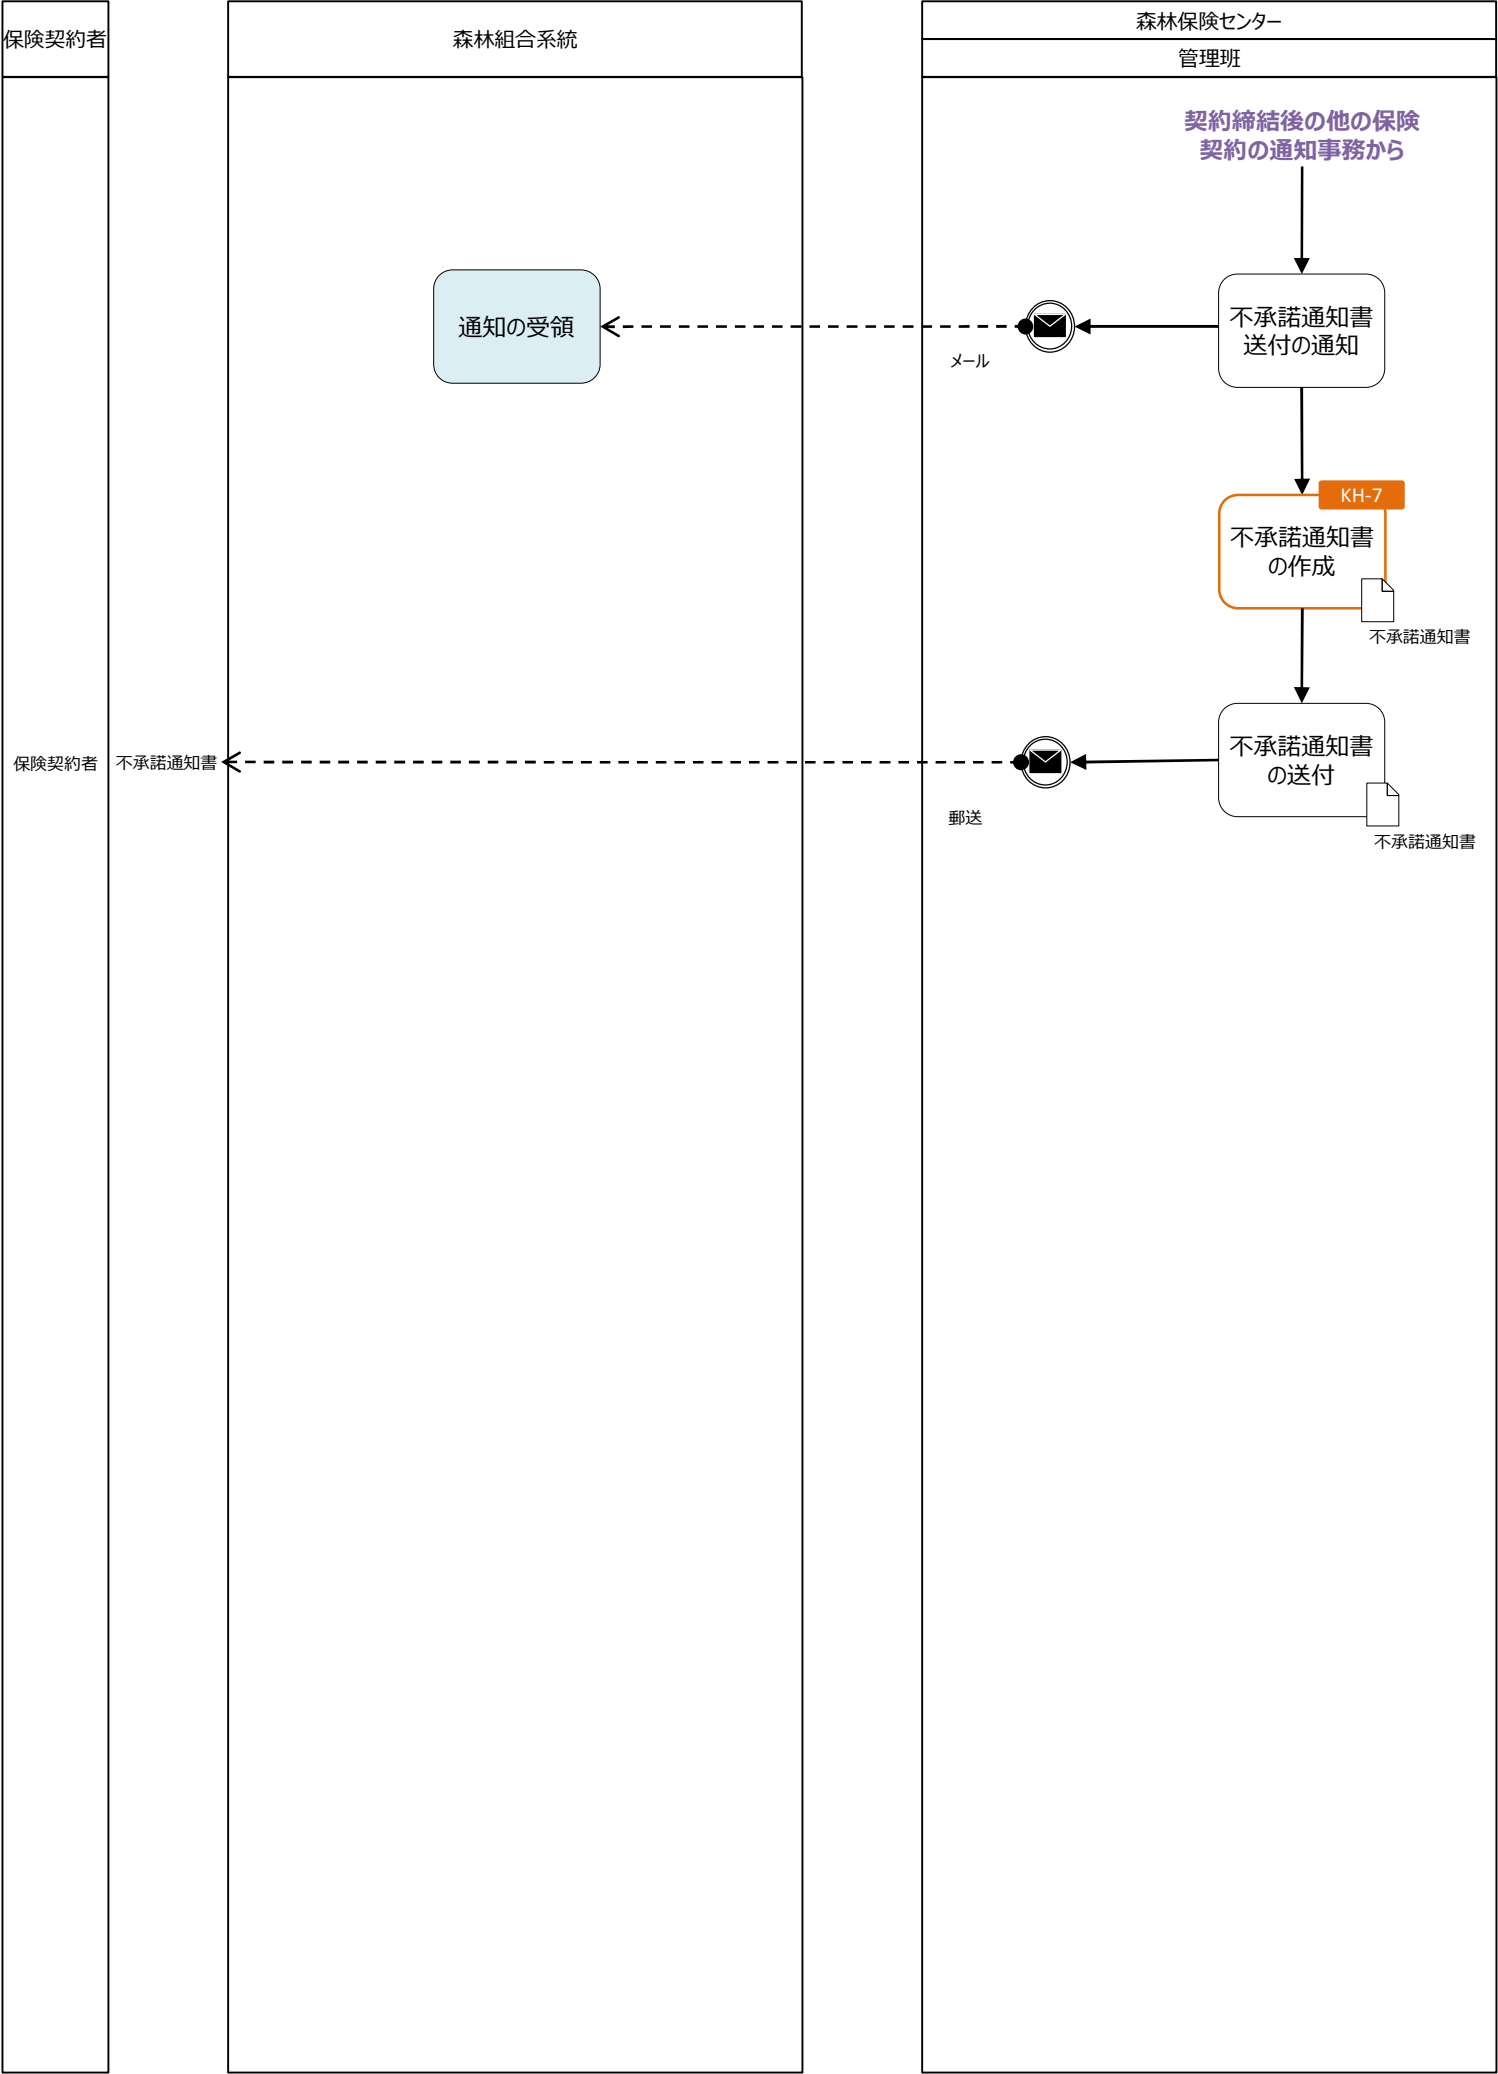 保険契約者
森林組合系統
森林保険センター
管理班
契約締結後の他の保険
契約の通知事務から
通知の受領
メール
不承諾通知書
送付の通知
KH-7
不承諾通知書
の作成
不承諾通知書
保険契約者
不承諾通知書
郵送
不承諾通知書
の送付
不承諾通知書